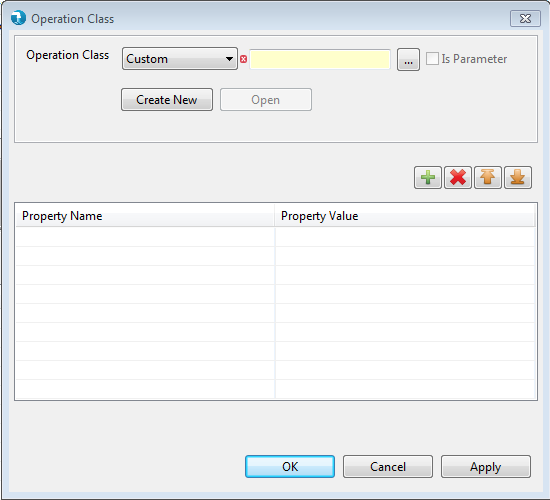 Operation Class
Operation Class Custom ... Is Parameter
Create New Open
Property Name Property Value
OK Cancel Apply